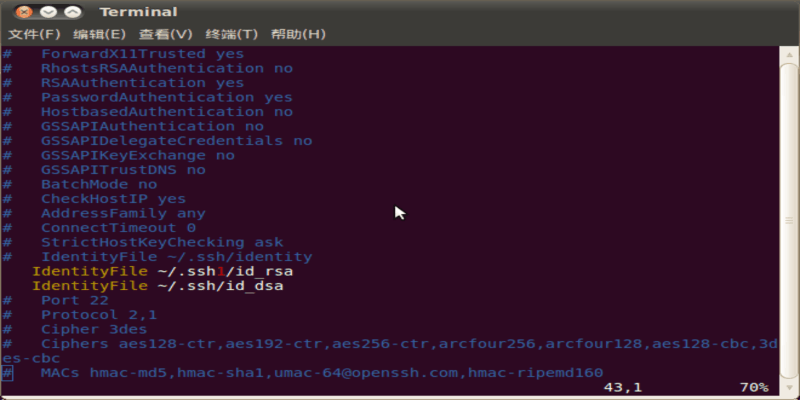 Terminal
文件(F) 编辑(E) 查看(V) 终端(T) 帮助(H)
#   ForwardX11Trusted yes
#   RhostsRSAAuthentication no
#   RSAAuthentication yes
#   PasswordAuthentication yes
#   HostbasedAuthentication no
#   GSSAPIAuthentication no
#   GSSAPIDelegateCredentials no
#   GSSAPIKeyExchange no
#   GSSAPITrustDNS no
#   BatchMode no
#   CheckHostIP yes
#   AddressFamily any
#   ConnectTimeout 0
#   StrictHostKeyChecking ask
#   IdentityFile ~/.ssh/identity
   IdentityFile ~/.ssh1/id_rsa
   IdentityFile ~/.ssh/id_dsa
#   Port 22
#   Protocol 2,1
#   Cipher 3des
#   Ciphers aes128-ctr,aes192-ctr,aes256-ctr,arcfour256,arcfour128,aes128-cbc,3d
es-cbc
#   MACs hmac-md5,hmac-sha1,umac-64@openssh.com,hmac-ripemd160
43,1 70%